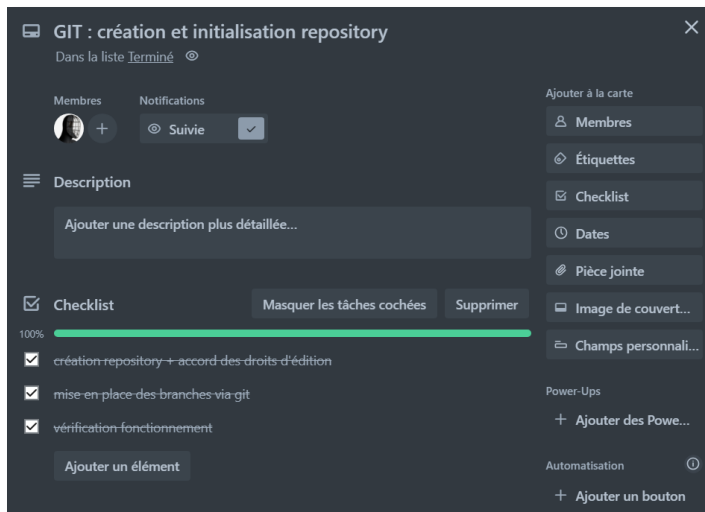 GIT : création et initialisation repository
Dans la liste Terminé
Membres
Notifications
Suivie
Description
Ajouter une description plus détaillée...
Checklist
Masquer les tâches cochées
Supprimer
100%
création repository + accord des droits d'édition
mise en place des branches via git
vérification fonctionnement
Ajouter un élément
Ajouter à la carte
Membres
Étiquettes
Checklist
Dates
Pièce jointe
Image de couvert...
Champs personnali...
Power-Ups
Ajouter des Powe...
Automatisation
Ajouter un bouton